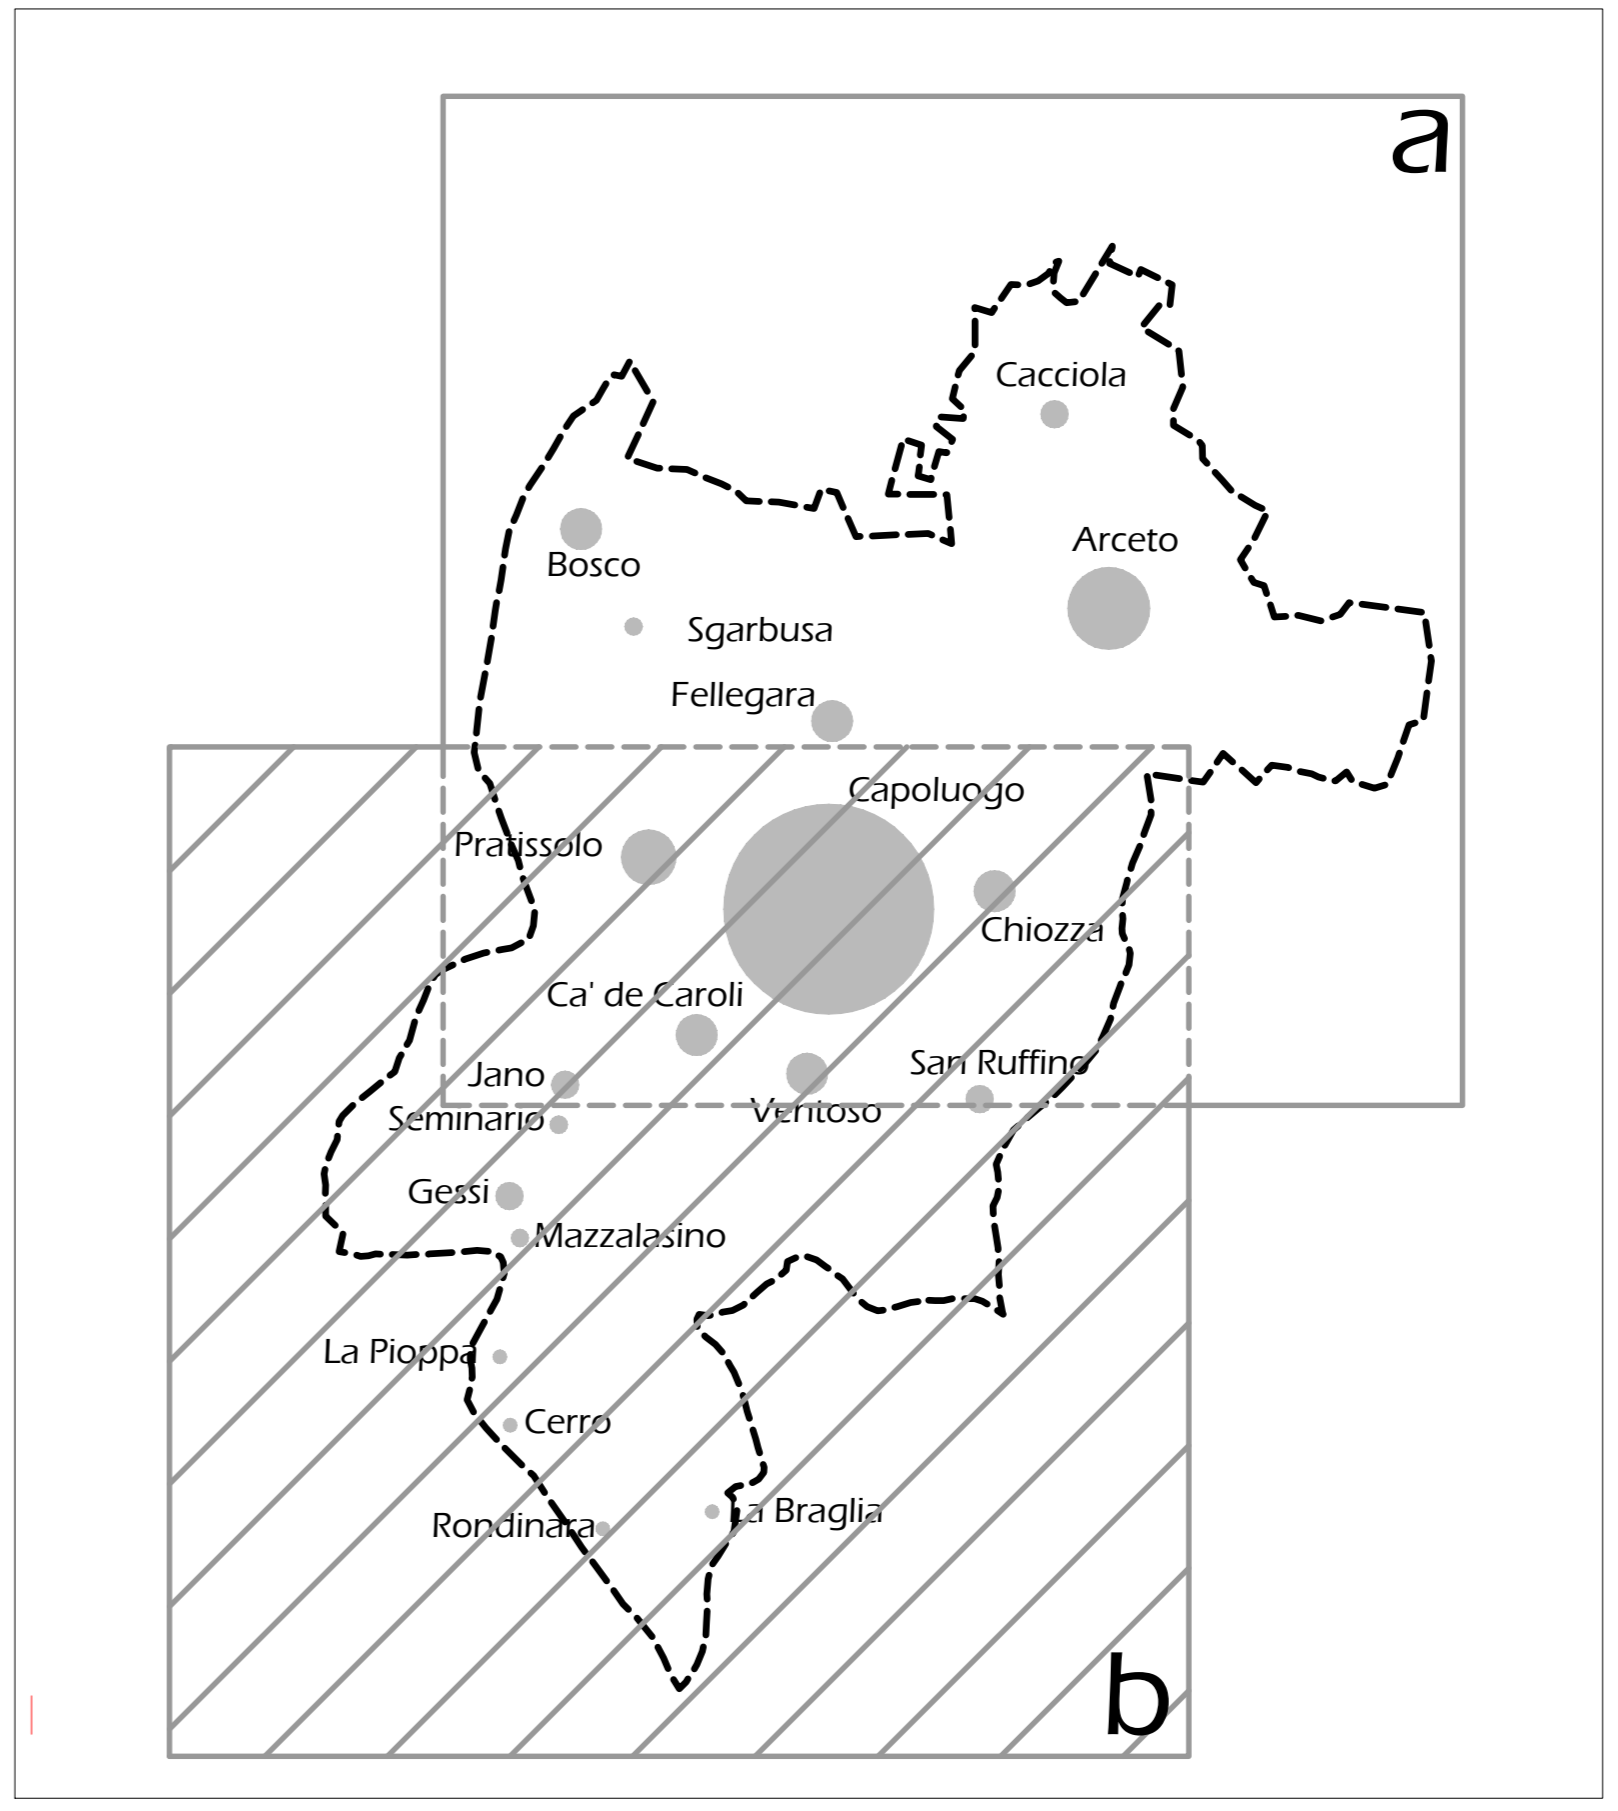 a
Cacciola
Arceto
Bosco
Sgarbusa
Fellegara
Capoluogo
Pratissolo
Chiozza
Ca' de Caroli
San Ruffino
Jano
Ventoso
Seminario
Gessi
Mazzalasino
La Pioppa
Cerro
La Braglia
Rondinara
b